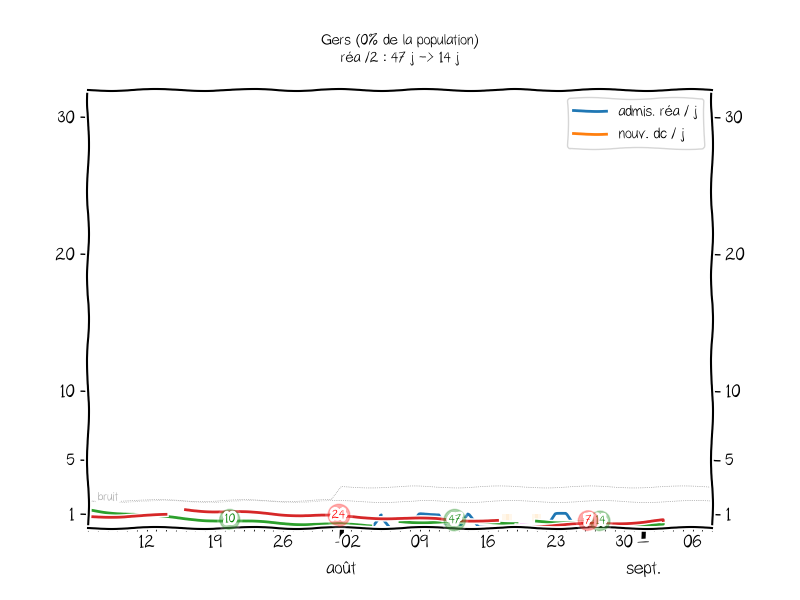 Gers (0% de la population)
réa /2 : 47 j -> 14 j
admis. réa / j
nouv. dc / j
30 30
20 20
10 10
5 5
bruit
1 1
10 24 47 7 14
12 19 26 02 09 16 23 30 06
août sept.